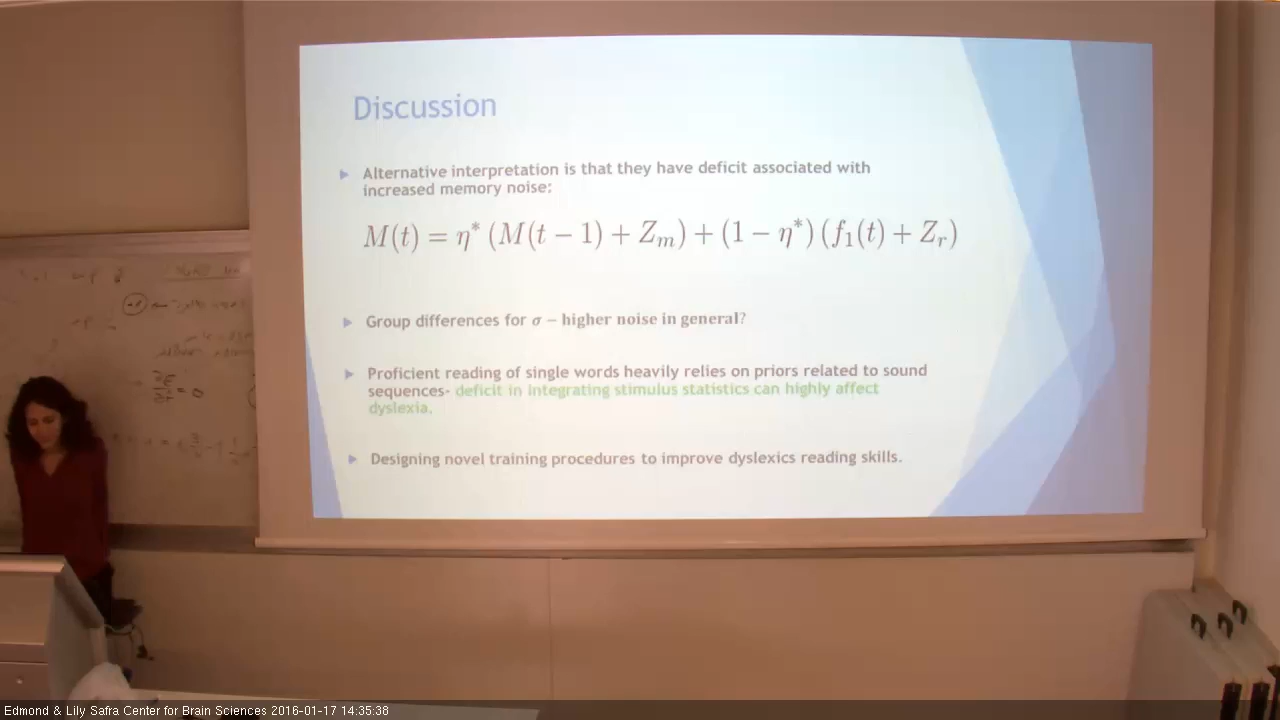 Discussion
Alternative interpretation is that they have deficit associated with
increased memory noise:
M(t) = η* (M(t − 1) + Z_m) + (1 − η*) (f_1(t) + Z_r)
Group differences for σ – higher noise in general?
Proficient reading of single words heavily relies on priors related to sound
sequences- deficit in integrating stimulus statistics can highly affect
dyslexia.
Designing novel training procedures to improve dyslexics reading skills.
Edmond & Lily Safra Center for Brain Sciences 2016-01-17 14:35:38